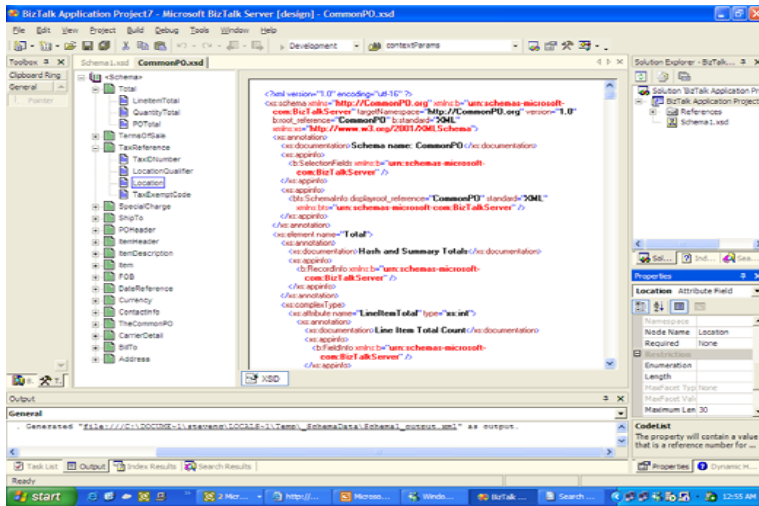 BizTalk Application Project7 - Microsoft BizTalk Server [design] - CommonPO.xsd
File Edit View Project Build Debug Tools Window Help
Development contextParams
Toolbox
Clipboard Ring
General
Pointer
Schema1.xsd CommonPO.xsd
<Schema>
Total
LineItemTotal
QuantityTotal
POTotal
TermsOfSale
TaxReference
TaxIDNumber
LocationQualifier
Location
TaxExemptCode
SpecialCharge
ShipTo
POHeader
ItemHeader
ItemDescription
Item
FOB
DateReference
Currency
ContactInfo
TheCommonPO
CarrierDetail
BillTo
Address
<?xml version="1.0" encoding="utf-16" ?>
<xs:schema xmlns="http://CommonPO.org" xmlns:b="urn:schemas-microsoft-
com:BizTalkServer" targetNamespace="http://CommonPO.org" version="1.0"
b:root_reference="CommonPO" b:standard="XML"
xmlns:xs="http://www.w3.org/2001/XMLSchema">
<xs:annotation>
<xs:documentation>Schema name: CommonPO</xs:documentation>
<xs:appinfo>
<b:SelectionFields xmlns:b="urn:schemas-microsoft-
com:BizTalkServer" />
</xs:appinfo>
<xs:appinfo>
<bts:SchemaInfo displayroot_reference="CommonPO" standard="XML"
xmlns:bts="urn:schemas-microsoft-com:BizTalkServer" />
</xs:appinfo>
</xs:annotation>
<xs:element name="Total">
<xs:annotation>
<xs:documentation>Hash and Summary Totals</xs:documentation>
<xs:appinfo>
<b:RecordInfo xmlns:b="urn:schemas-microsoft-
com:BizTalkServer" />
</xs:appinfo>
</xs:annotation>
<xs:complexType>
<xs:attribute name="LineItemTotal" type="xs:int">
<xs:annotation>
<xs:documentation>Line Item Total Count</xs:documentation>
<xs:appinfo>
<b:FieldInfo xmlns:b="urn:schemas-microsoft-
com:BizTalkServer" />
</xs:appinfo>
XSD
Solution Explorer - BizTalk...
Solution 'BizTalk Application Pr
BizTalk Application Project
References
Schema1.xsd
Sol... Ind... Sea...
Properties
Location Attribute Field
Namespace
Node Name Location
Required None
Restriction
Enumeration
Length
MaxFacet Typ None
MaxFacet Valu
Maximum Len 30
CodeList
The property will contain a value
that is a reference number for ...
Properties Dynamic H...
Output
General
. Generated "file:///C:\DOCUME~1\stevens\LOCALS~1\Temp\_SchemaData\Schema1_output.xml" as output.
Task List Output Index Results Search Results
Ready
start 2 Micr... http://... Microso... Windo... BizTalk ... Search ... 12:55 AM